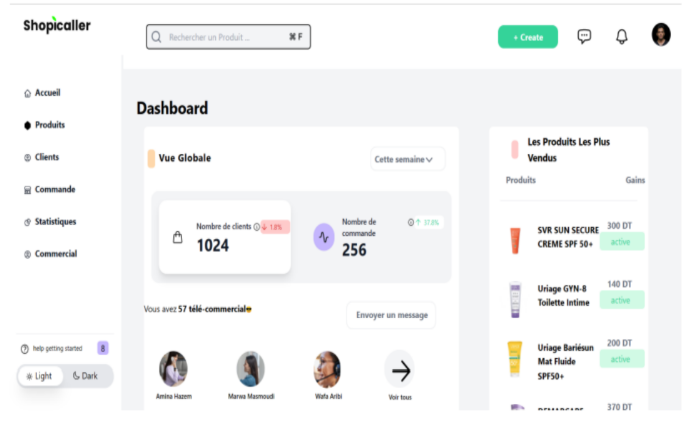 Shopicaller
Rechercher un Produit ...
⌘ F
+ Create
Accueil
Produits
Clients
Commande
Statistiques
Commercial
help getting started
8
Light
Dark
Dashboard
Vue Globale
Cette semaine
Nombre de clients
↓ 1.8%
1024
Nombre de
commande
↑ 37.8%
256
Vous avez 57 télé-commercial
Envoyer un message
Amina Hazem
Marwa Masmoudi
Wafa Aribi
Voir tous
Les Produits Les Plus
Vendus
Produits
Gains
SVR SUN SECURE
CREME SPF 50+
300 DT
active
Uriage GYN-8
Toilette Intime
140 DT
active
Uriage Bariésun
Mat Fluide
SPF50+
200 DT
active
370 DT